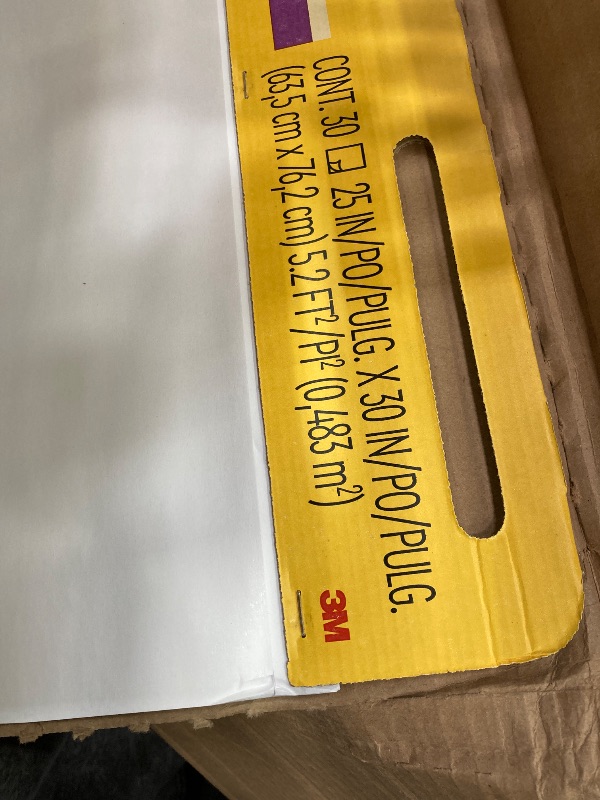 CONT. 30 25 IN/PO/PULG. X 30 IN/PO/PULG.
(63,5 cm x 76,2 cm) 5.2 FT²/PI² (0,483 m²)
3M